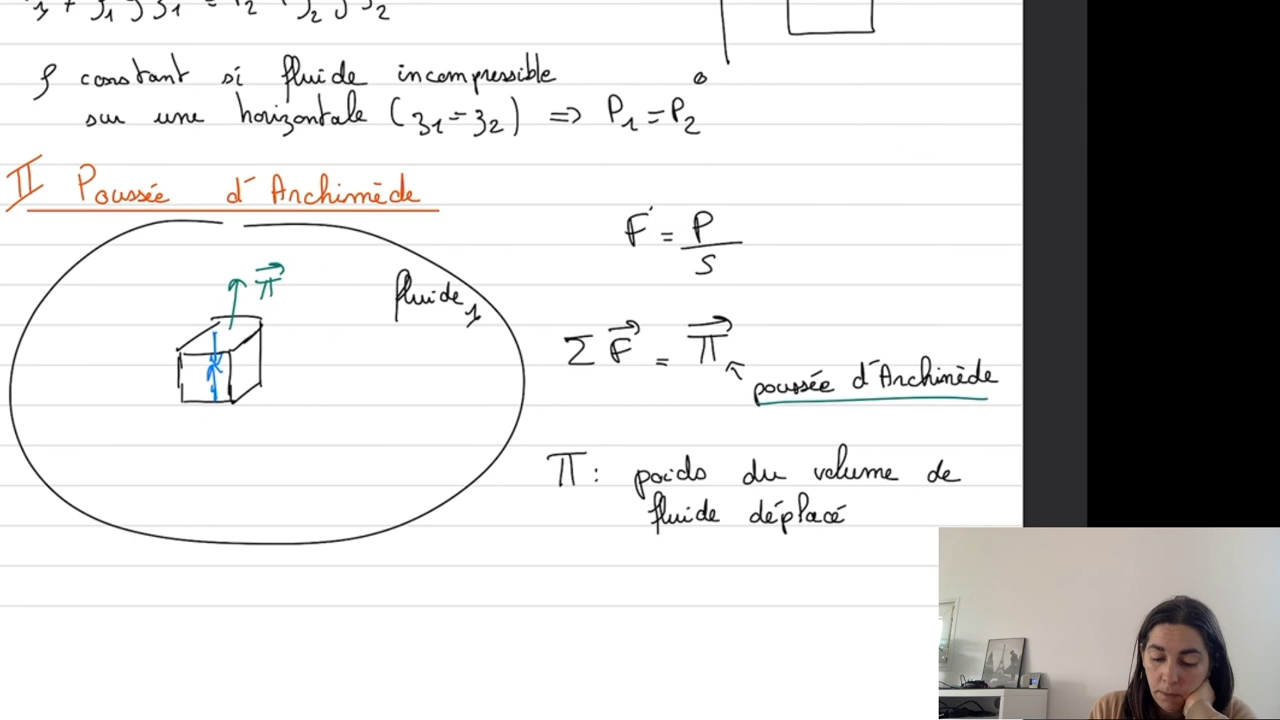 ρ constant si fluide incompressible
sur une horizontale (z1 = z2) ⇒ P1 = P2
II Poussée d'Archimède
F = P/S
π
fluide 1
Σ F = π
poussée d'Archimède
π : poids du volume de
fluide déplacé